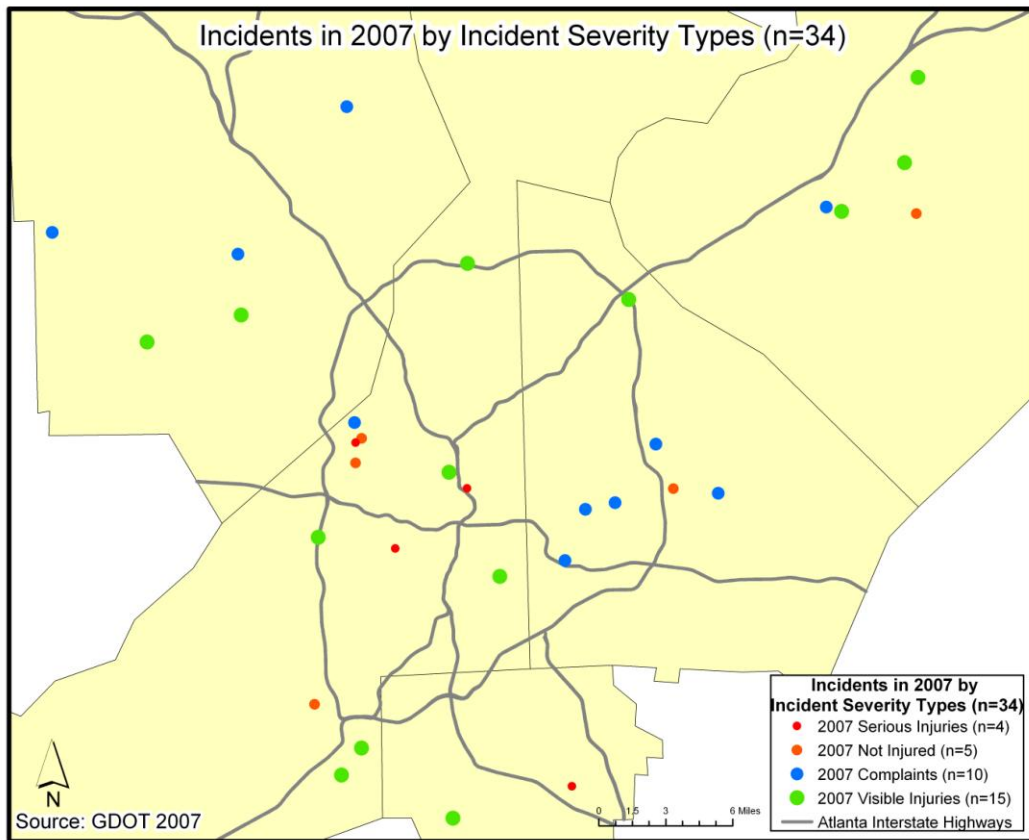 Incidents in 2007 by Incident Severity Types (n=34)
Incidents in 2007 by
Incident Severity Types (n=34)
2007 Serious Injuries (n=4)
2007 Not Injured (n=5)
2007 Complaints (n=10)
2007 Visible Injuries (n=15)
Atlanta Interstate Highways
N
Source: GDOT 2007
0 1.5 3 6 Miles